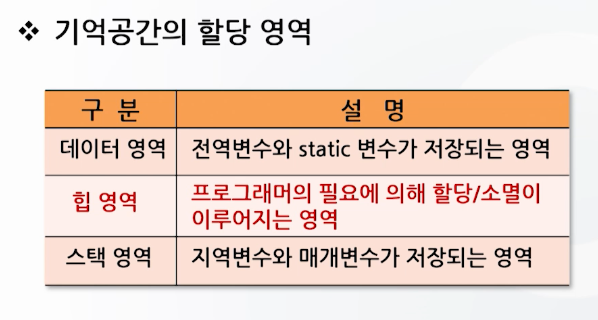 ❖ 기억공간의 할당 영역
구 분 설 명
데이터 영역 전역변수와 static 변수가 저장되는 영역
힙 영역 프로그래머의 필요에 의해 할당/소멸이
이루어지는 영역
스택 영역 지역변수와 매개변수가 저장되는 영역